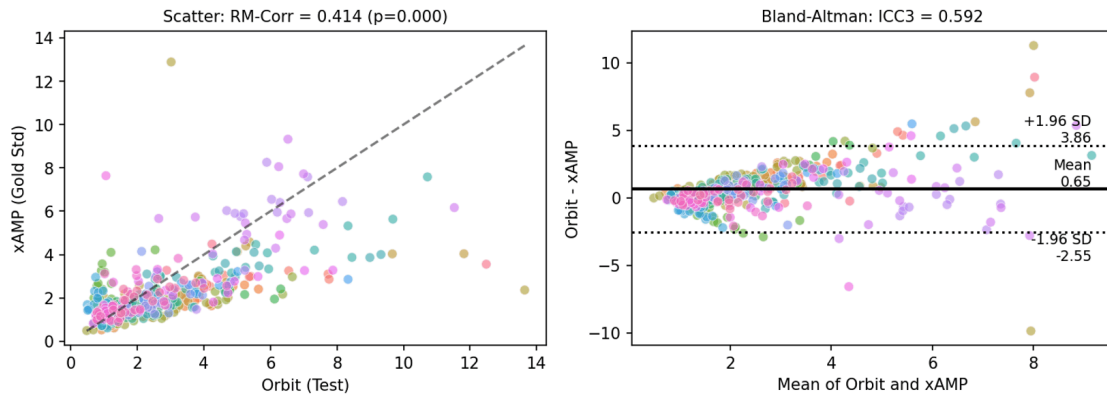 Scatter: RM-Corr = 0.414 (p=0.000)
14
12
10
8
6
4
2
0
xAMP (Gold Std)
0 2 4 6 8 10 12 14
Orbit (Test)
Bland-Altman: ICC3 = 0.592
10
5
0
−5
−10
Orbit - xAMP
+1.96 SD
3.86
Mean
0.65
-1.96 SD
-2.55
2 4 6 8
Mean of Orbit and xAMP